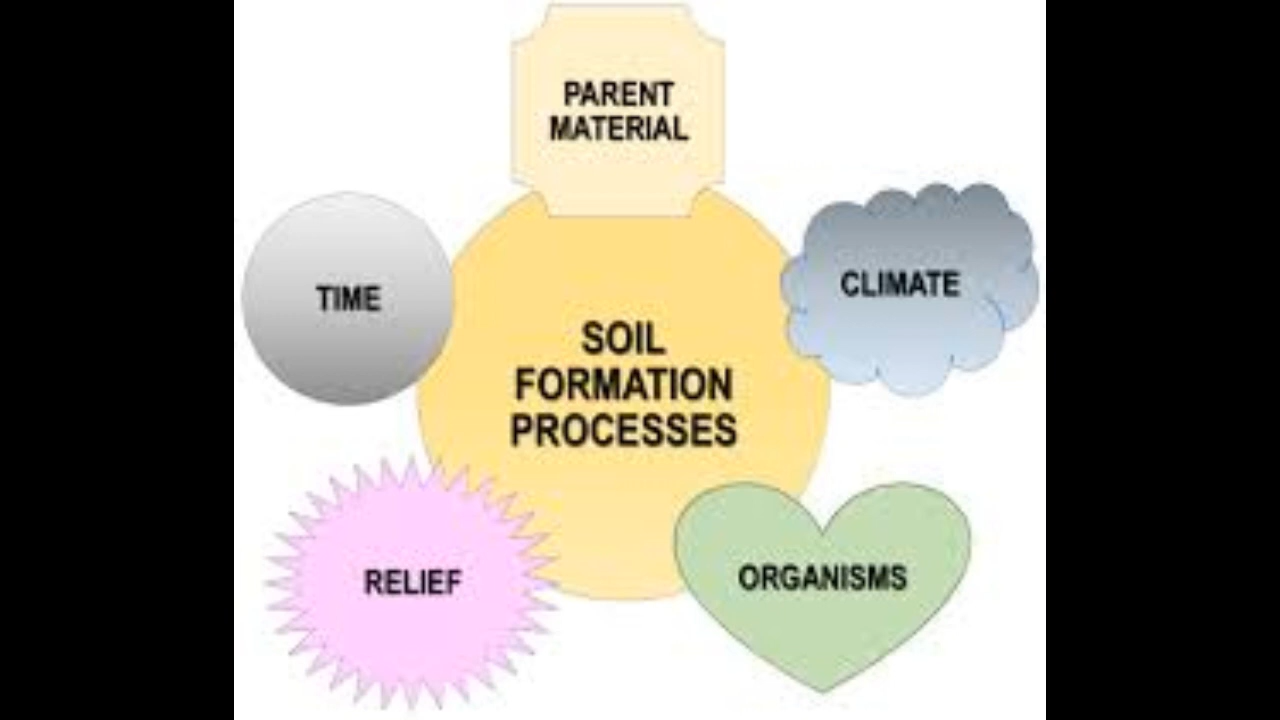 PARENT
MATERIAL
TIME
CLIMATE
SOIL
FORMATION
PROCESSES
RELIEF
ORGANISMS